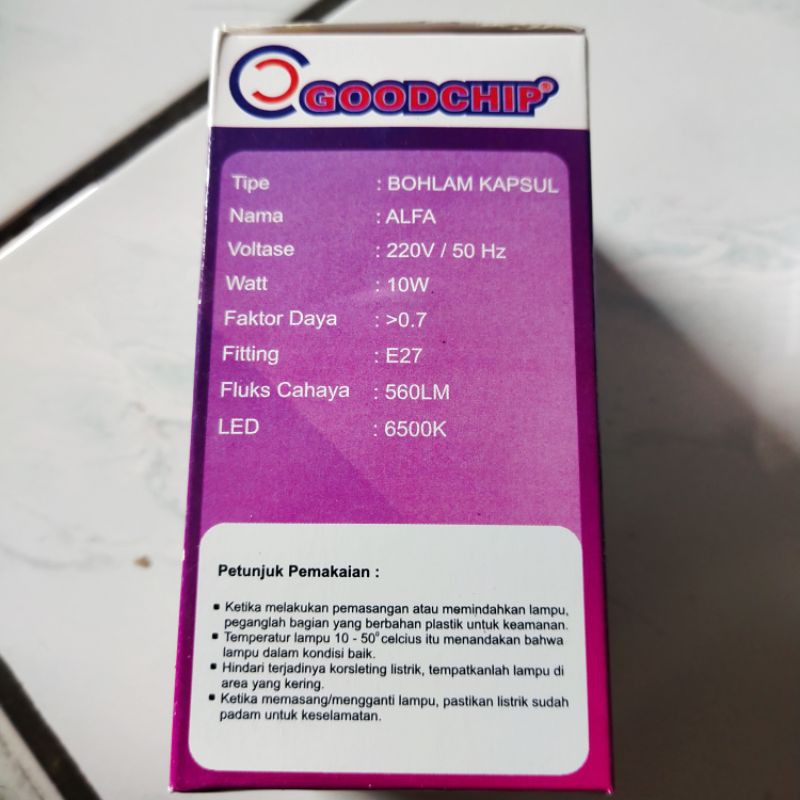 GOODCHIP®
Tipe : BOHLAM KAPSUL
Nama : ALFA
Voltase : 220V / 50 Hz
Watt : 10W
Faktor Daya : >0.7
Fitting : E27
Fluks Cahaya : 560LM
LED : 6500K
Petunjuk Pemakaian :
▪ Ketika melakukan pemasangan atau memindahkan lampu,
peganglah bagian yang berbahan plastik untuk keamanan.
▪ Temperatur lampu 10 - 50⁰celcius itu menandakan bahwa
lampu dalam kondisi baik.
▪ Hindari terjadinya korsleting listrik, tempatkanlah lampu di
area yang kering.
▪ Ketika memasang/mengganti lampu, pastikan listrik sudah
padam untuk keselamatan.